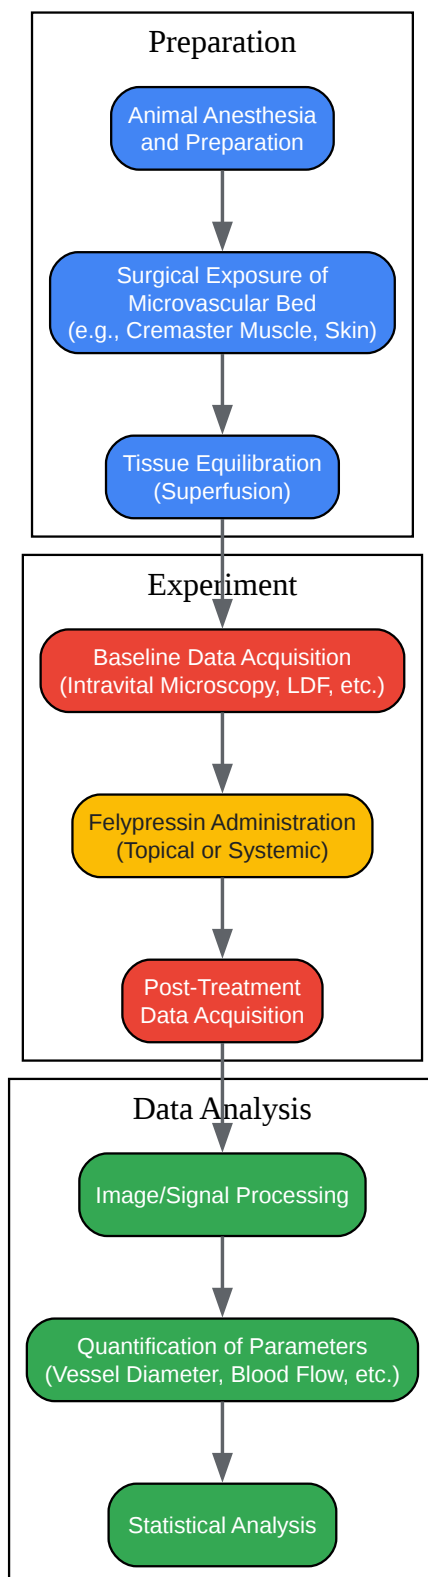 Preparation
Animal Anesthesia
and Preparation
Surgical Exposure of
Microvascular Bed
(e.g., Cremaster Muscle, Skin)
Tissue Equilibration
(Superfusion)
Experiment
Baseline Data Acquisition
(Intravital Microscopy, LDF, etc.)
Felypressin Administration
(Topical or Systemic)
Post-Treatment
Data Acquisition
Data Analysis
Image/Signal Processing
Quantification of Parameters
(Vessel Diameter, Blood Flow, etc.)
Statistical Analysis